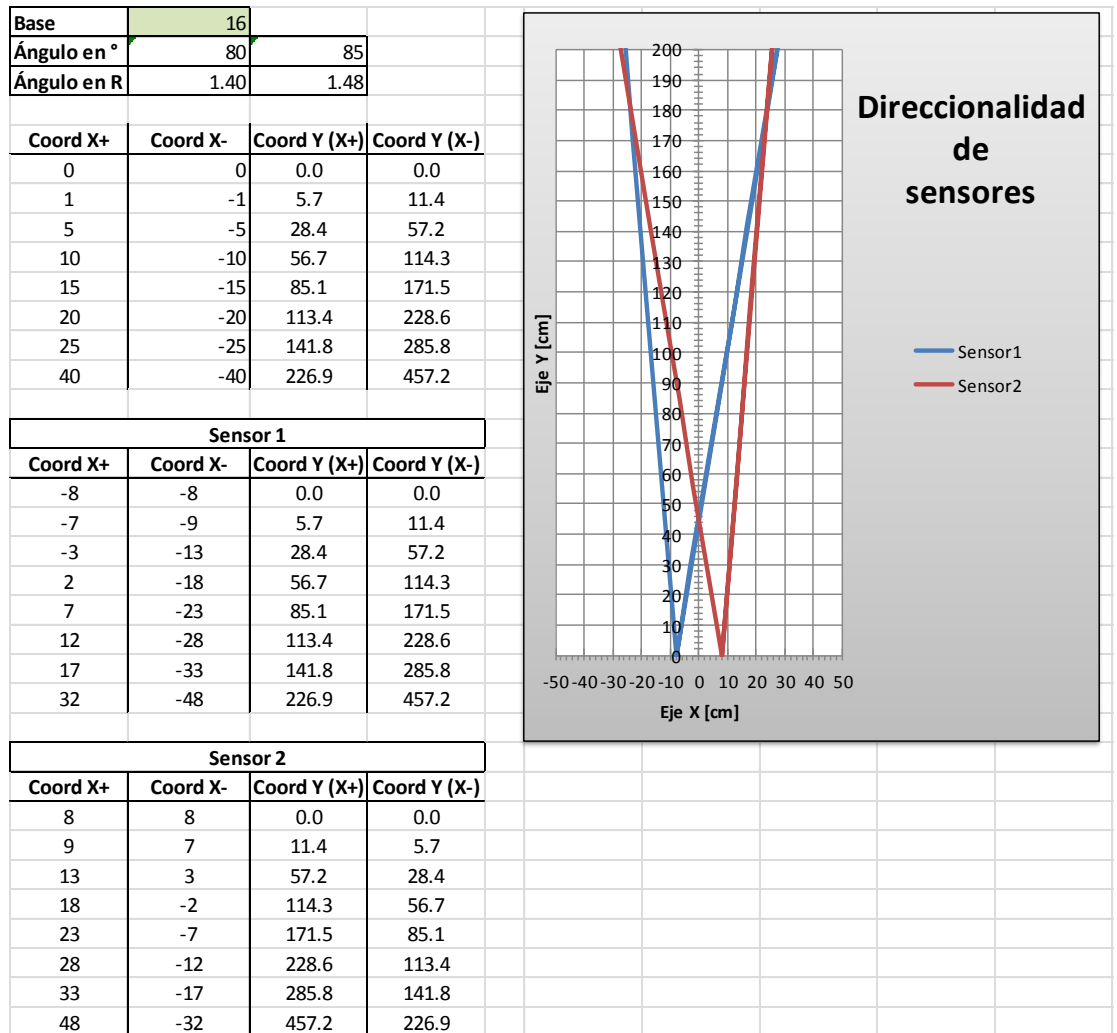 Base 16
Ángulo en ° 80 85
Ángulo en R 1.40 1.48
Coord X+ Coord X- Coord Y (X+) Coord Y (X-)
0 0 0.0 0.0
1 -1 5.7 11.4
5 -5 28.4 57.2
10 -10 56.7 114.3
15 -15 85.1 171.5
20 -20 113.4 228.6
25 -25 141.8 285.8
40 -40 226.9 457.2
Sensor 1
Coord X+ Coord X- Coord Y (X+) Coord Y (X-)
-8 -8 0.0 0.0
-7 -9 5.7 11.4
-3 -13 28.4 57.2
2 -18 56.7 114.3
7 -23 85.1 171.5
12 -28 113.4 228.6
17 -33 141.8 285.8
32 -48 226.9 457.2
Sensor 2
Coord X+ Coord X- Coord Y (X+) Coord Y (X-)
8 8 0.0 0.0
9 7 11.4 5.7
13 3 57.2 28.4
18 -2 114.3 56.7
23 -7 171.5 85.1
28 -12 228.6 113.4
33 -17 285.8 141.8
48 -32 457.2 226.9
Direccionalidad
de
sensores
200
190
180
170
160
150
140
130
120
110
100
90
80
70
60
50
40
30
20
10
0
Eje Y [cm]
-50 -40 -30 -20 -10 0 10 20 30 40 50
Eje X [cm]
Sensor1
Sensor2